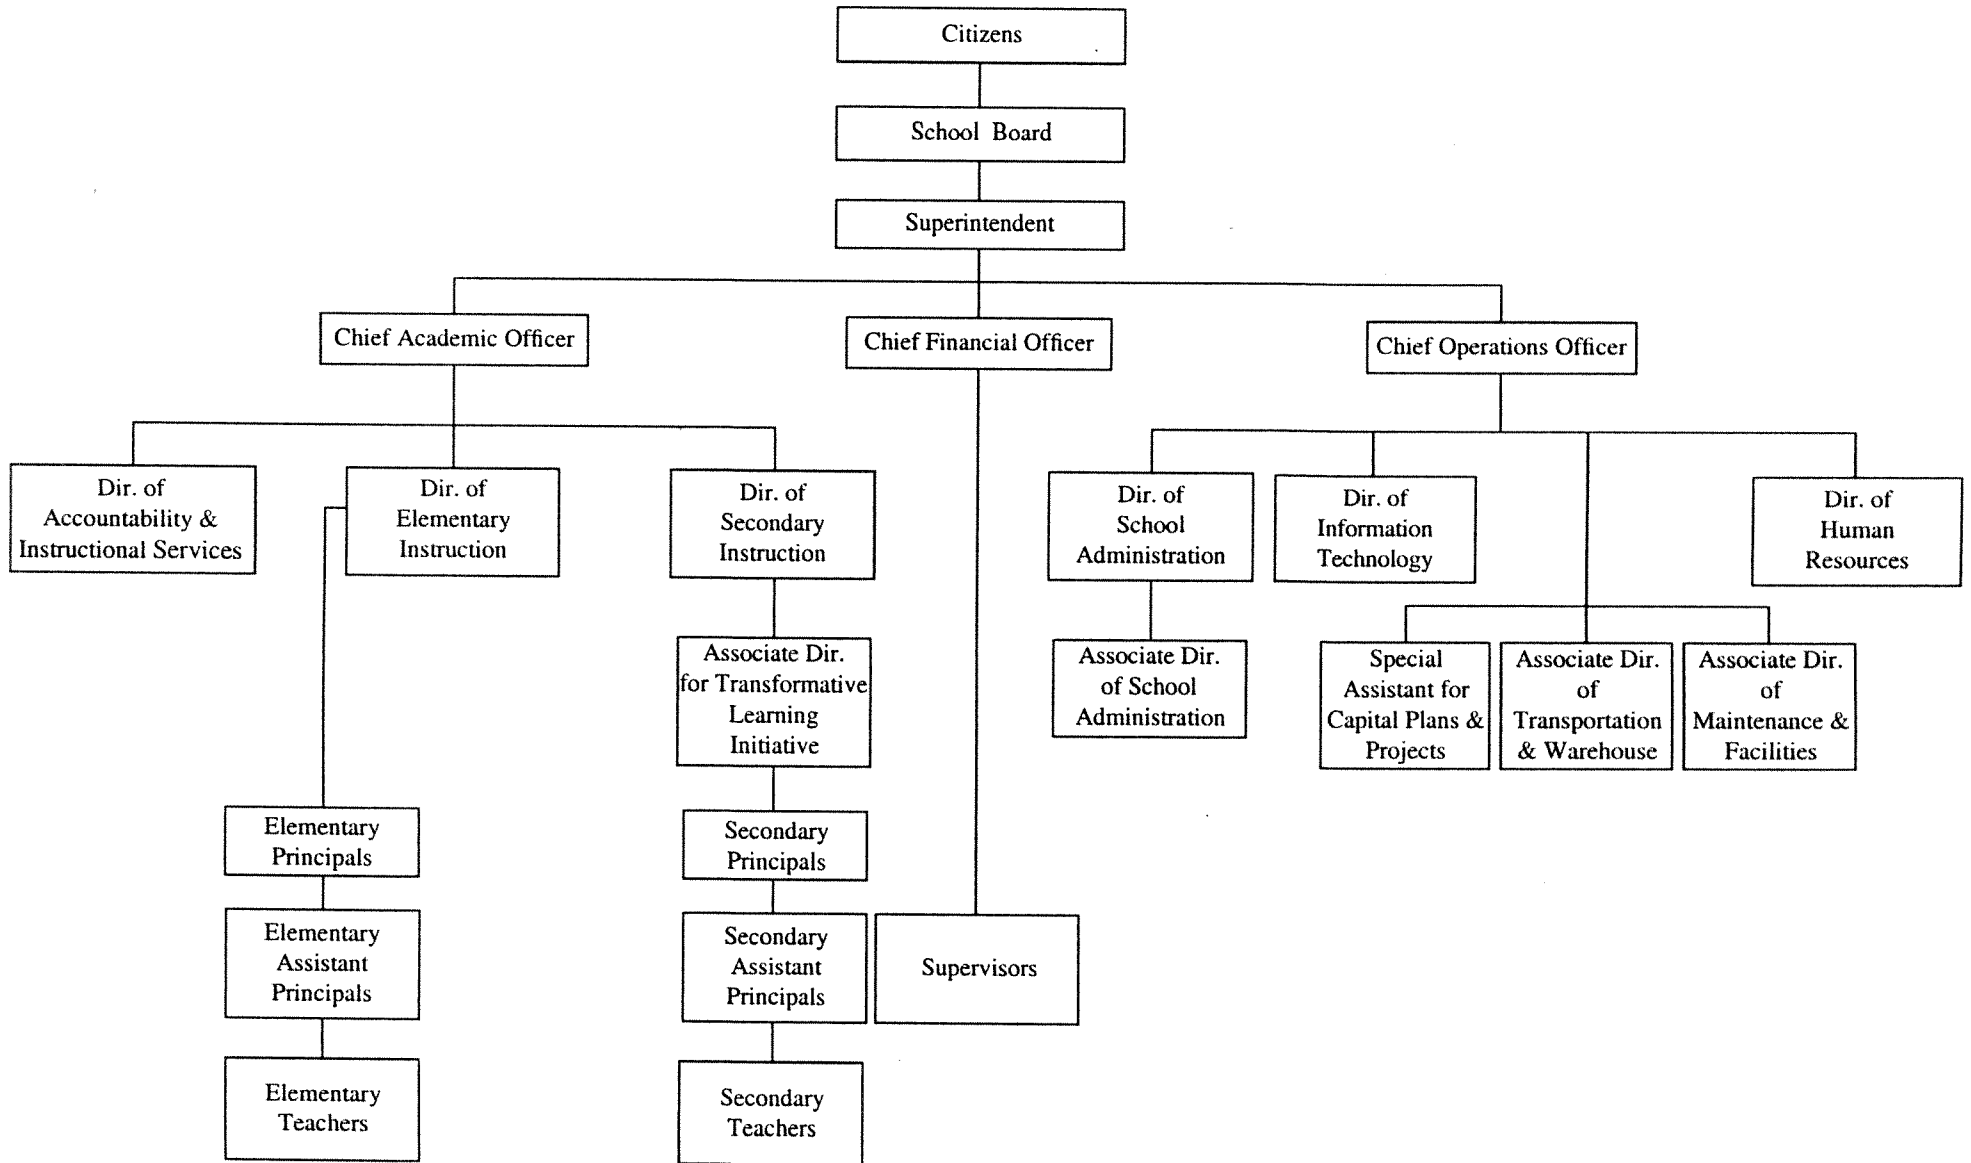 Citizens
School Board
Superintendent
Chief Academic Officer
Chief Financial Officer
Chief Operations Officer
Dir. of
Accountability &
Instructional Services
Dir. of
Elementary
Instruction
Dir. of
Secondary
Instruction
Dir. of
School
Administration
Dir. of
Information
Technology
Dir. of
Human
Resources
Associate Dir.
for Transformative
Learning
Initiative
Associate Dir.
of School
Administration
Special
Assistant for
Capital Plans &
Projects
Associate Dir.
of
Transportation
& Warehouse
Associate Dir.
of
Maintenance &
Facilities
Elementary
Principals
Secondary
Principals
Elementary
Assistant
Principals
Secondary
Assistant
Principals
Supervisors
Elementary
Teachers
Secondary
Teachers